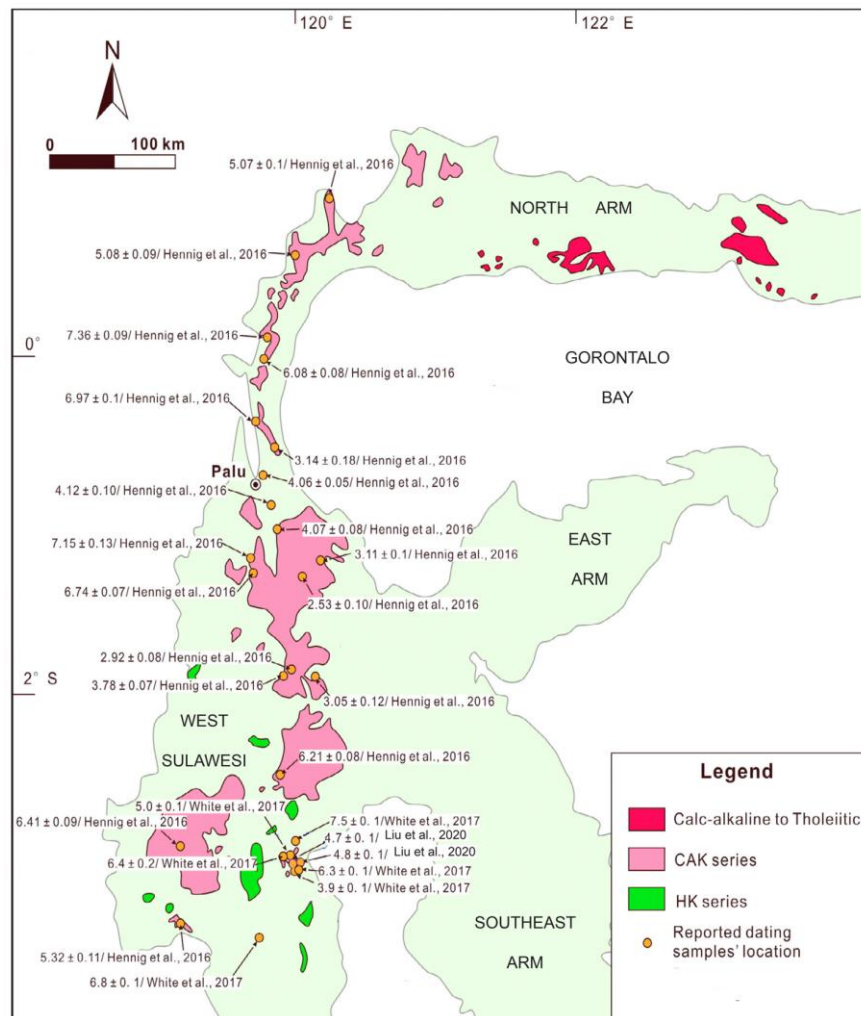 120° E
122° E
N
0
100 km
5.07 ± 0.1/ Hennig et al., 2016
NORTH ARM
5.08 ± 0.09/ Hennig et al., 2016
7.36 ± 0.09/ Hennig et al., 2016
0°
6.08 ± 0.08/ Hennig et al., 2016
GORONTALO
BAY
6.97 ± 0.1/ Hennig et al., 2016
3.14 ± 0.18/ Hennig et al., 2016
Palu
4.06 ± 0.05/ Hennig et al., 2016
4.12 ± 0.10/ Hennig et al., 2016
4.07 ± 0.08/ Hennig et al., 2016
7.15 ± 0.13/ Hennig et al., 2016
3.11 ± 0.1/ Hennig et al., 2016
EAST
ARM
6.74 ± 0.07/ Hennig et al., 2016
2.53 ± 0.10/ Hennig et al., 2016
2.92 ± 0.08/ Hennig et al., 2016
2° S
3.78 ± 0.07/ Hennig et al., 2016
3.05 ± 0.12/ Hennig et al., 2016
WEST
SULAWESI
6.21 ± 0.08/ Hennig et al., 2016
5.0 ± 0.1/ White et al., 2017
6.41 ± 0.09/ Hennig et al., 2016
7.5 ± 0. 1/ White et al., 2017
4.7 ± 0. 1/ Liu et al., 2020
6.4 ± 0.2/ White et al., 2017
4.8 ± 0.1/ Liu et al., 2020
6.3 ± 0. 1/ White et al., 2017
3.9 ± 0. 1/ White et al., 2017
SOUTHEAST
ARM
5.32 ± 0.11/ Hennig et al., 2016
6.8 ± 0. 1/ White et al., 2017
Legend
Calc-alkaline to Tholeiitic
CAK series
HK series
Reported dating
samples' location